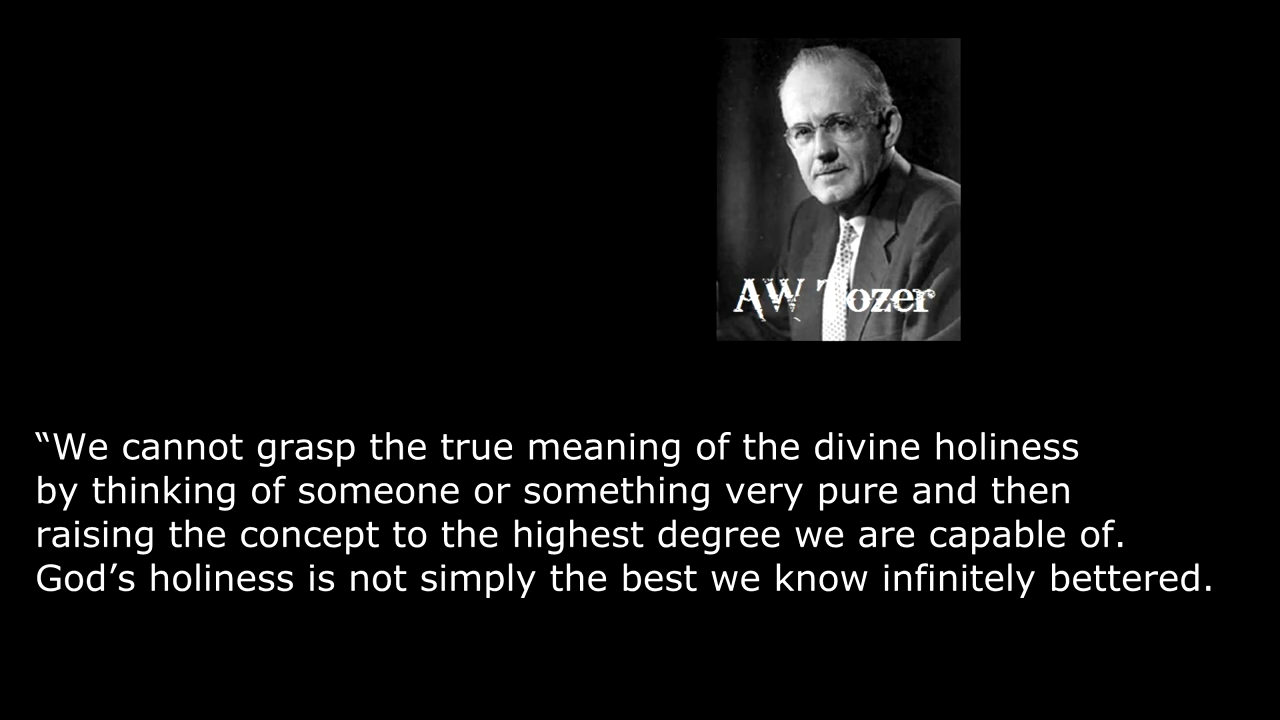 AW Tozer
“We cannot grasp the true meaning of the divine holiness
by thinking of someone or something very pure and then
raising the concept to the highest degree we are capable of.
God’s holiness is not simply the best we know infinitely bettered.